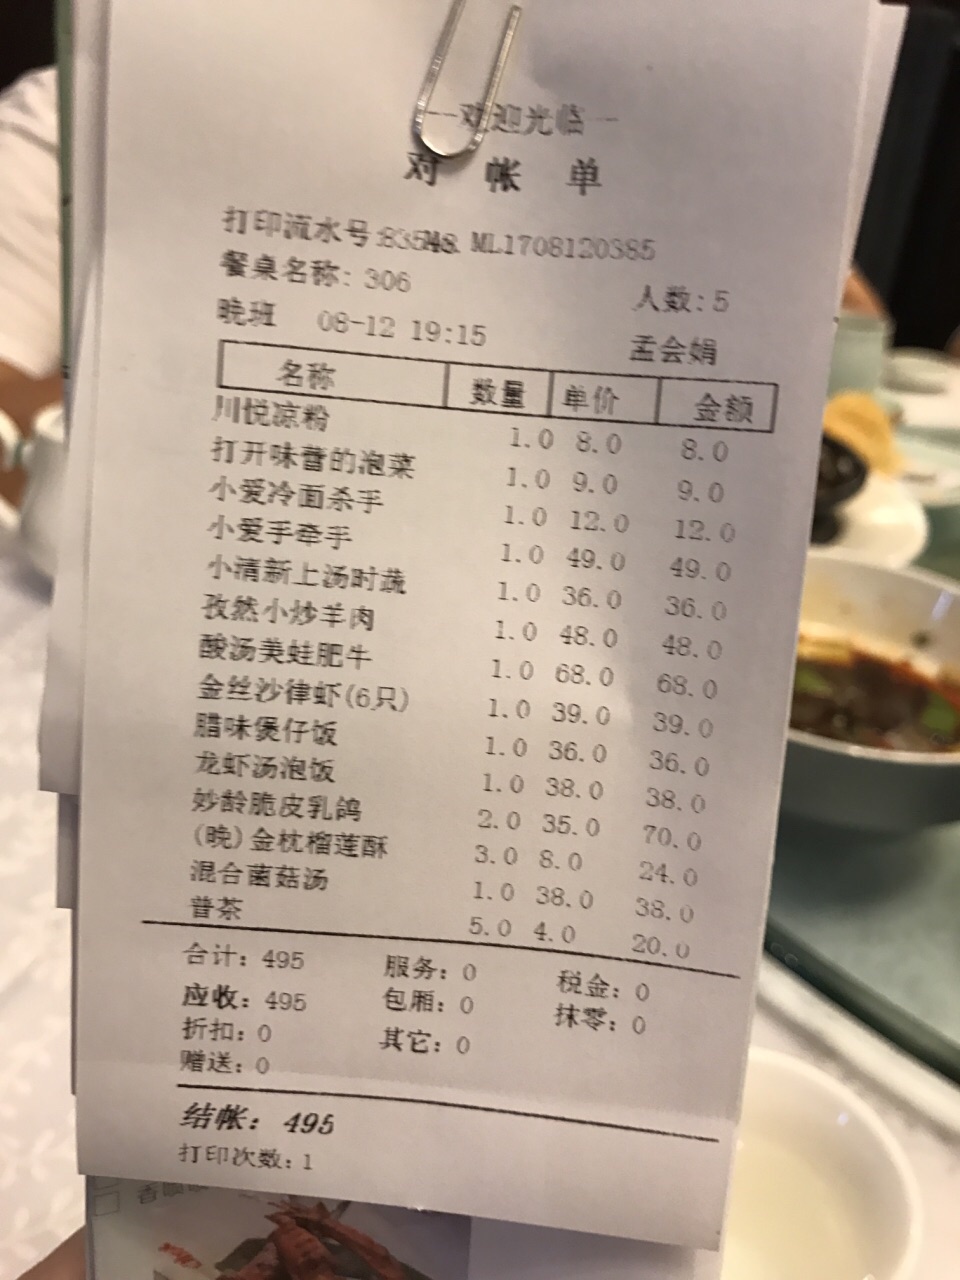 --欢迎光临--
对 帐 单
打印流水号: ML1708120385
餐桌名称: 306 人数: 5
晚班 08-12 19:15 孟会娟
名称 数量 单价 金额
川悦凉粉 1.0 8.0 8.0
打开味蕾的泡菜 1.0 9.0 9.0
小爱冷面杀手 1.0 12.0 12.0
小爱手牵手 1.0 49.0 49.0
小清新上汤时蔬 1.0 36.0 36.0
孜然小炒羊肉 1.0 48.0 48.0
酸汤美蛙肥牛 1.0 68.0 68.0
金丝沙律虾(6只) 1.0 39.0 39.0
腊味煲仔饭 1.0 36.0 36.0
龙虾汤泡饭 1.0 38.0 38.0
妙龄脆皮乳鸽 2.0 35.0 70.0
(晚)金枕榴莲酥 3.0 8.0 24.0
混合菌菇汤 1.0 38.0 38.0
普茶 5.0 4.0 20.0
合计: 495 服务: 0 税金: 0
应收: 495 包厢: 0 抹零: 0
折扣: 0 其它: 0
赠送: 0
结帐: 495
打印次数: 1